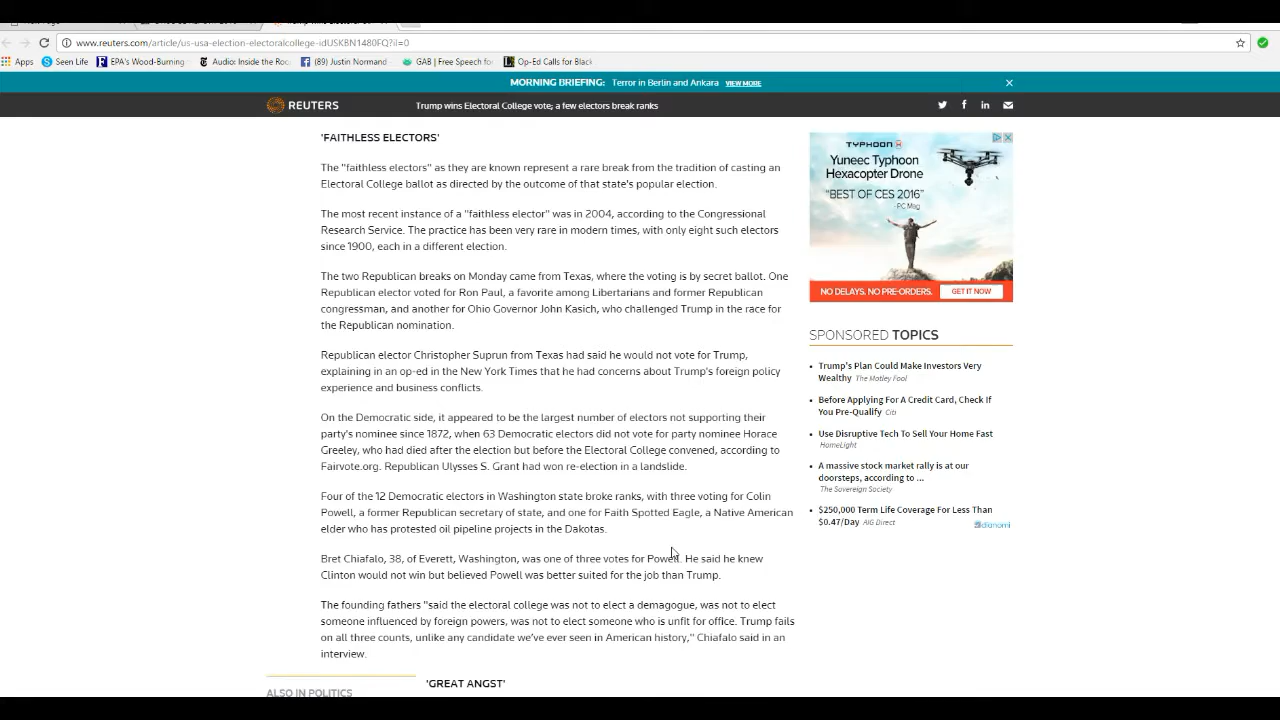 www.reuters.com/article/us-usa-election-electoralcollege-idUSKBN1480FQ?il=0
Apps Seen Life EPA's Wood-Burning Audio: Inside the Roc (89) Justin Normand GAB | Free Speech fo Op-Ed Calls for Black
MORNING BRIEFING: Terror in Berlin and Ankara VIEW MORE
REUTERS Trump wins Electoral College vote; a few electors break ranks
'FAITHLESS ELECTORS'
The "faithless electors" as they are known represent a rare break from the tradition of casting an
Electoral College ballot as directed by the outcome of that state's popular election.
The most recent instance of a "faithless elector" was in 2004, according to the Congressional
Research Service. The practice has been very rare in modern times, with only eight such electors
since 1900, each in a different election.
The two Republican breaks on Monday came from Texas, where the voting is by secret ballot. One
Republican elector voted for Ron Paul, a favorite among Libertarians and former Republican
congressman, and another for Ohio Governor John Kasich, who challenged Trump in the race for
the Republican nomination.
Republican elector Christopher Suprun from Texas had said he would not vote for Trump,
explaining in an op-ed in the New York Times that he had concerns about Trump's foreign policy
experience and business conflicts.
On the Democratic side, it appeared to be the largest number of electors not supporting their
party's nominee since 1872, when 63 Democratic electors did not vote for party nominee Horace
Greeley, who had died after the election but before the Electoral College convened, according to
Fairvote.org. Republican Ulysses S. Grant had won re-election in a landslide.
Four of the 12 Democratic electors in Washington state broke ranks, with three voting for Colin
Powell, a former Republican secretary of state, and one for Faith Spotted Eagle, a Native American
elder who has protested oil pipeline projects in the Dakotas.
Bret Chiafalo, 38, of Everett, Washington, was one of three votes for Powell. He said he knew
Clinton would not win but believed Powell was better suited for the job than Trump.
The founding fathers "said the electoral college was not to elect a demagogue, was not to elect
someone influenced by foreign powers, was not to elect someone who is unfit for office. Trump fails
on all three counts, unlike any candidate we've ever seen in American history," Chiafalo said in an
interview.
ALSO IN POLITICS
'GREAT ANGST'
TYPHOON H
Yuneec Typhoon
Hexacopter Drone
"BEST OF CES 2016"
-PC Mag
NO DELAYS. NO PRE-ORDERS. GET IT NOW
SPONSORED TOPICS
Trump's Plan Could Make Investors Very
Wealthy The Motley Fool
Before Applying For A Credit Card, Check If
You Pre-Qualify Citi
Use Disruptive Tech To Sell Your Home Fast
HomeLight
A massive stock market rally is at our
doorsteps, according to ...
The Sovereign Society
$250,000 Term Life Coverage For Less Than
$0.47/Day AIG Direct
dianomi